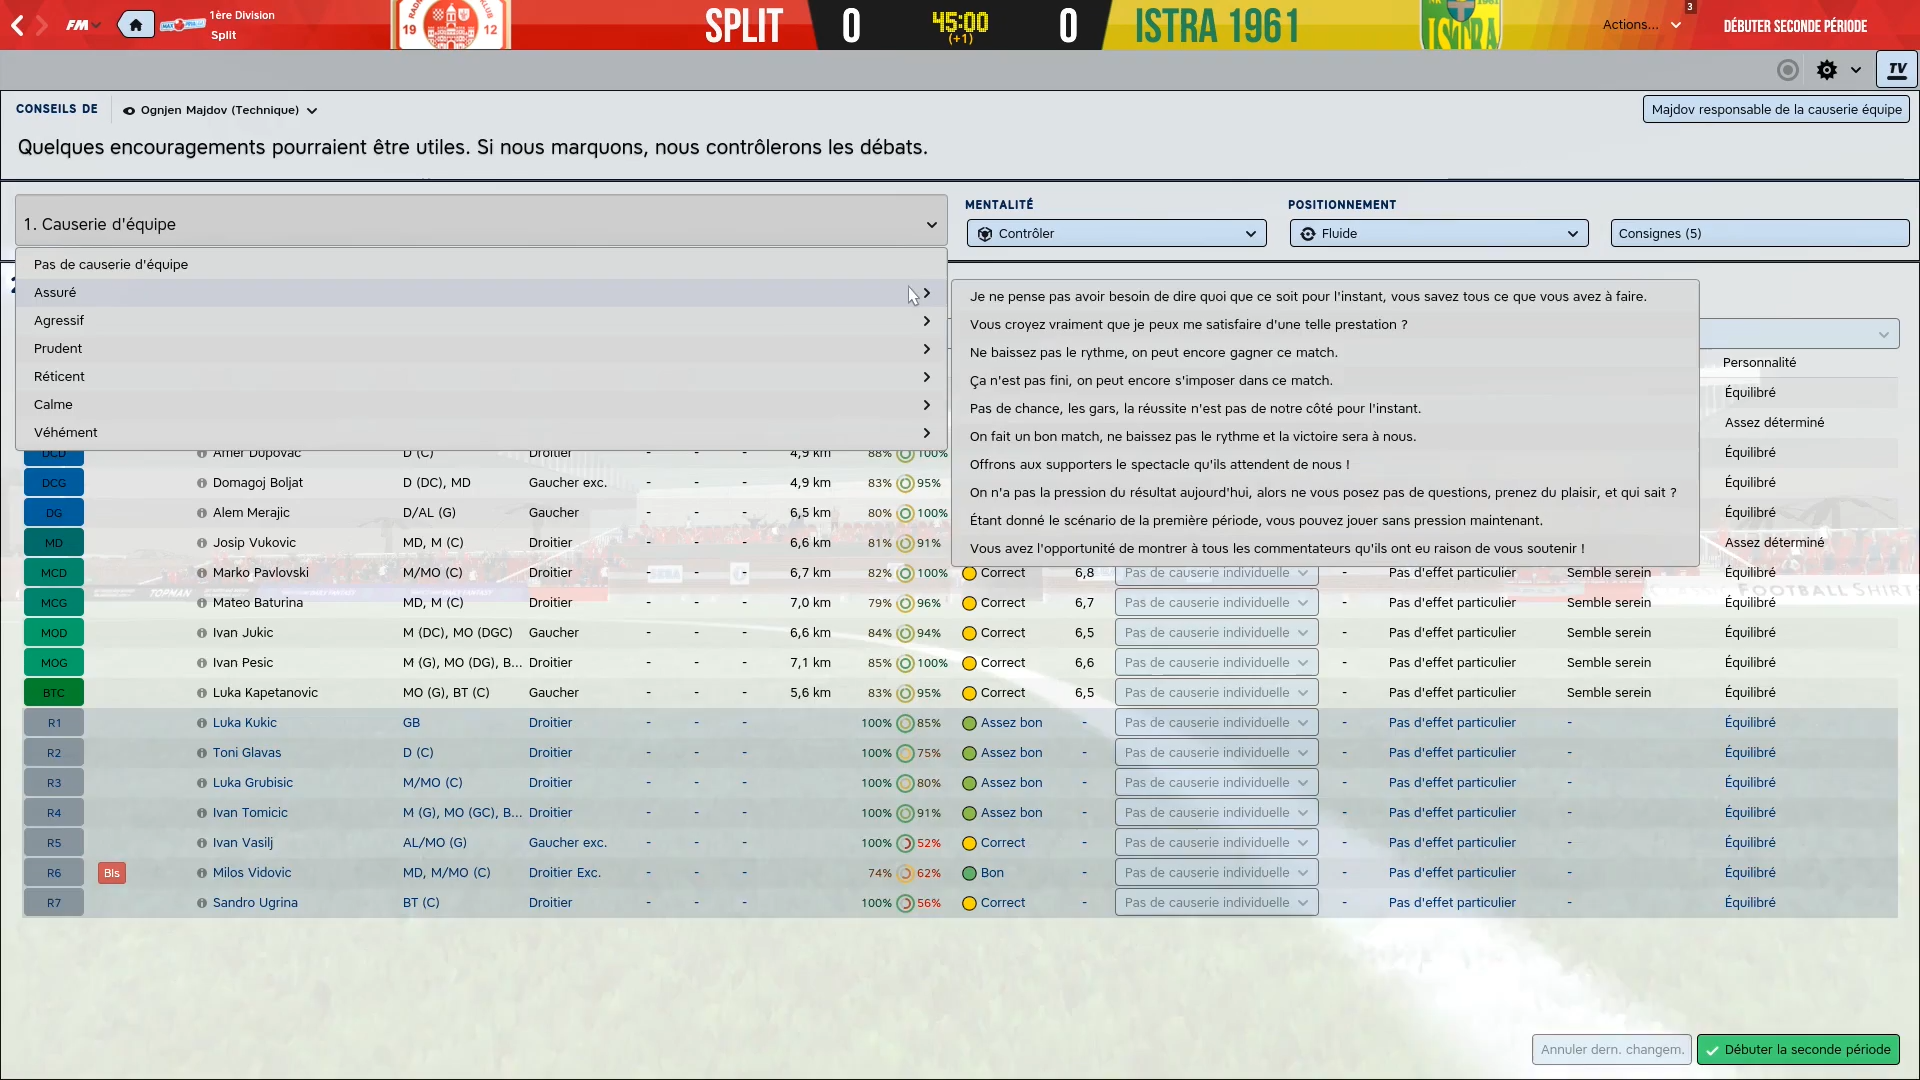 FM
1ère Division
Split
19 12
SPLIT
0
45:00
(+1)
0
ISTRA 1961
1961
ISTRA
Actions...
3
DÉBUTER SECONDE PÉRIODE
TV
CONSEILS DE
Ognjen Majdov (Technique)
Majdov responsable de la causerie équipe
Quelques encouragements pourraient être utiles. Si nous marquons, nous contrôlerons les débats.
1. Causerie d'équipe
MENTALITÉ
POSITIONNEMENT
Contrôler
Fluide
Consignes (5)
Pas de causerie d'équipe
Assuré
Agressif
Prudent
Réticent
Calme
Véhément
Je ne pense pas avoir besoin de dire quoi que ce soit pour l'instant, vous savez tous ce que vous avez à faire.
Vous croyez vraiment que je peux me satisfaire d'une telle prestation ?
Ne baissez pas le rythme, on peut encore gagner ce match.
Ça n'est pas fini, on peut encore s'imposer dans ce match.
Pas de chance, les gars, la réussite n'est pas de notre côté pour l'instant.
On fait un bon match, ne baissez pas le rythme et la victoire sera à nous.
Offrons aux supporters le spectacle qu'ils attendent de nous !
On n'a pas la pression du résultat aujourd'hui, alors ne vous posez pas de questions, prenez du plaisir, et qui sait ?
Étant donné le scénario de la première période, vous pouvez jouer sans pression maintenant.
Vous avez l'opportunité de montrer à tous les commentateurs qu'ils ont eu raison de vous soutenir !
Personnalité
Équilibré
Assez déterminé
DCD Amer Dupovac D (C) Droitier - - - 4,9 km 88% 100% Équilibré
DCG Domagoj Boljat D (DC), MD Gaucher exc. - - - 4,9 km 83% 95% Équilibré
DG Alem Merajic D/AL (G) Gaucher - - - 6,5 km 80% 100% Équilibré
MD Josip Vukovic MD, M (C) Droitier - - - 6,6 km 81% 91% Assez déterminé
MCD Marko Pavlovski M/MO (C) Droitier - - - 6,7 km 82% 100% Correct 6,8 Pas de causerie individuelle - Pas d'effet particulier Semble serein Équilibré
MCG Mateo Baturina MD, M (C) Droitier - - - 7,0 km 79% 96% Correct 6,7 Pas de causerie individuelle - Pas d'effet particulier Semble serein Équilibré
MOD Ivan Jukic M (DC), MO (DGC) Gaucher - - - 6,6 km 84% 94% Correct 6,5 Pas de causerie individuelle - Pas d'effet particulier Semble serein Équilibré
MOG Ivan Pesic M (G), MO (DG), B... Droitier - - - 7,1 km 85% 100% Correct 6,6 Pas de causerie individuelle - Pas d'effet particulier Semble serein Équilibré
BTC Luka Kapetanovic MO (G), BT (C) Gaucher - - - 5,6 km 83% 95% Correct 6,5 Pas de causerie individuelle - Pas d'effet particulier Semble serein Équilibré
R1 Luka Kukic GB Droitier - - - 100% 85% Assez bon - Pas de causerie individuelle - Pas d'effet particulier - Équilibré
R2 Toni Glavas D (C) Droitier - - - 100% 75% Assez bon - Pas de causerie individuelle - Pas d'effet particulier - Équilibré
R3 Luka Grubisic M/MO (C) Droitier - - - 100% 80% Assez bon - Pas de causerie individuelle - Pas d'effet particulier - Équilibré
R4 Ivan Tomicic M (G), MO (GC), B... Droitier - - - 100% 91% Assez bon - Pas de causerie individuelle - Pas d'effet particulier - Équilibré
R5 Ivan Vasilj AL/MO (G) Gaucher exc. - - - 100% 52% Correct - Pas de causerie individuelle - Pas d'effet particulier - Équilibré
R6 Bls Milos Vidovic MD, M/MO (C) Droitier Exc. - - - 74% 62% Bon - Pas de causerie individuelle - Pas d'effet particulier - Équilibré
R7 Sandro Ugrina BT (C) Droitier - - - 100% 56% Correct - Pas de causerie individuelle - Pas d'effet particulier - Équilibré
TOPMAN
FOOTBALL SHIRTS
Annuler dern. changem.
Débuter la seconde période